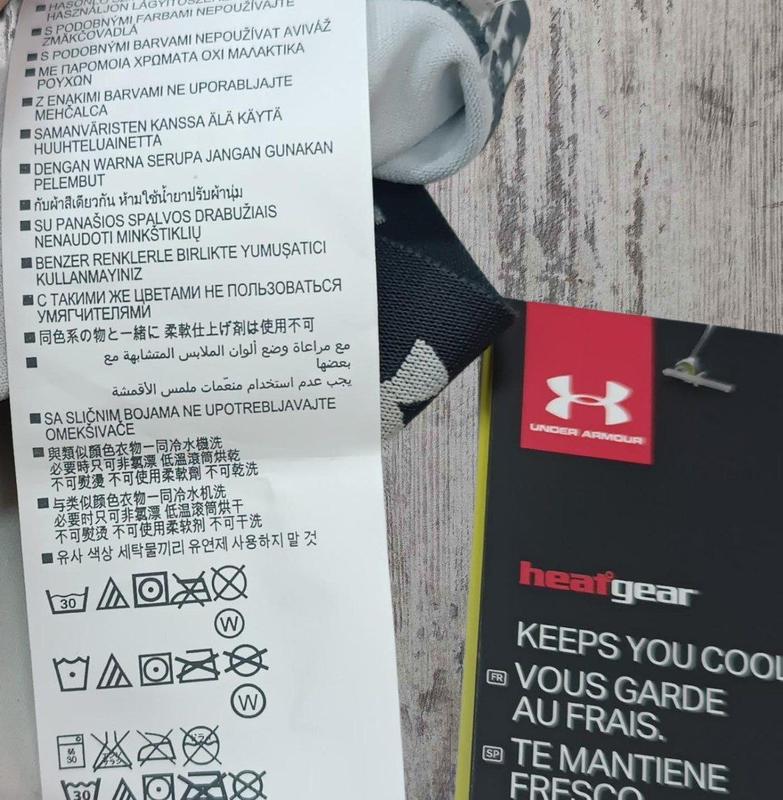 HASZNÁLJON LÁGYÍTÓSZER
S PODOBNÝMI FARBAMI NEPOUŽÍVAJTE
ZMÄKČOVADLÁ
S PODOBNÝMI BARVAMI NEPOUŽÍVAT AVIVÁŽ
ΜΕ ΠΑΡΟΜΟΙΑ ΧΡΩΜΑΤΑ ΟΧΙ ΜΑΛΑΚΤΙΚΑ
ΡΟΥΧΩΝ
Z ENAKIMI BARVAMI NE UPORABLJAJTE
MEHČALCA
SAMANVÄRISTEN KANSSA ÄLÄ KÄYTÄ
HUUHTELUAINETTA
DENGAN WARNA SERUPA JANGAN GUNAKAN
PELEMBUT
กับผ้าสีเดียวกัน ห้ามใช้น้ำยาปรับผ้านุ่ม
SU PANAŠIOS SPALVOS DRABUŽIAIS
NENAUDOTI MINKŠTIKLIŲ
BENZER RENKLERLE BIRLIKTE YUMUŞATICI
KULLANMAYINIZ
С ТАКИМИ ЖЕ ЦВЕТАМИ НЕ ПОЛЬЗОВАТЬСЯ
УМЯГЧИТЕЛЯМИ
同色系の物と一緒に 柔軟仕上げ剤は使用不可
مع مراعاة وضع ألوان الملابس المتشابهة مع
بعضها
يجب عدم استخدام منعّمات ملمس الأقمشة
SA SLIČNIM BOJAMA NE UPOTREBLJAVAJTE
OMEKŠIVAČE
與類似顏色衣物一同冷水機洗
必要時只可非氯漂 低溫滾筒烘乾
不可熨燙 不可使用柔軟劑 不可乾洗
与类似颜色衣物一同冷水机洗
必要时只可非氯漂 低温滚筒烘干
不可熨烫 不可使用柔软剂 不可干洗
유사 색상 세탁물끼리 유연제 사용하지 말 것
30
W
W
30
30
UNDER ARMOUR
heatgear
KEEPS YOU COOL
FR VOUS GARDE
AU FRAIS.
SP TE MANTIENE
FRESCO